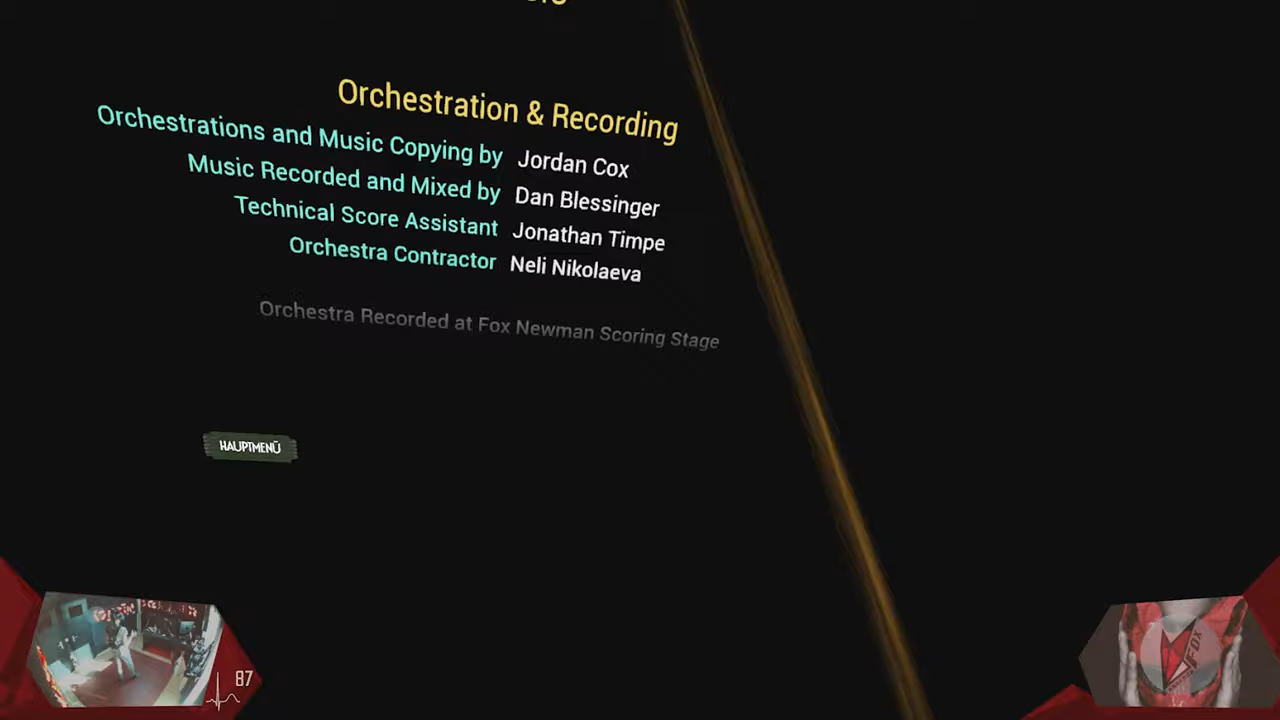 Orchestration & Recording
Orchestrations and Music Copying by Jordan Cox
Music Recorded and Mixed by Dan Blessinger
Technical Score Assistant Jonathan Timpe
Orchestra Contractor Neli Nikolaeva
Orchestra Recorded at Fox Newman Scoring Stage
HAUPTMENÜ
87
FOX